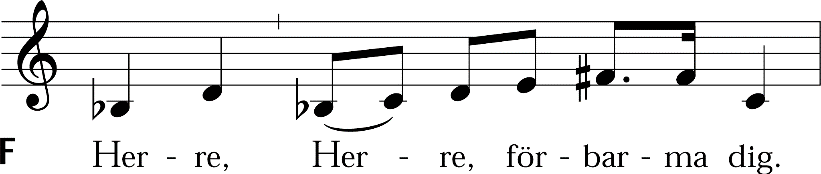 F Her - re, Her - re, för - bar - ma dig.